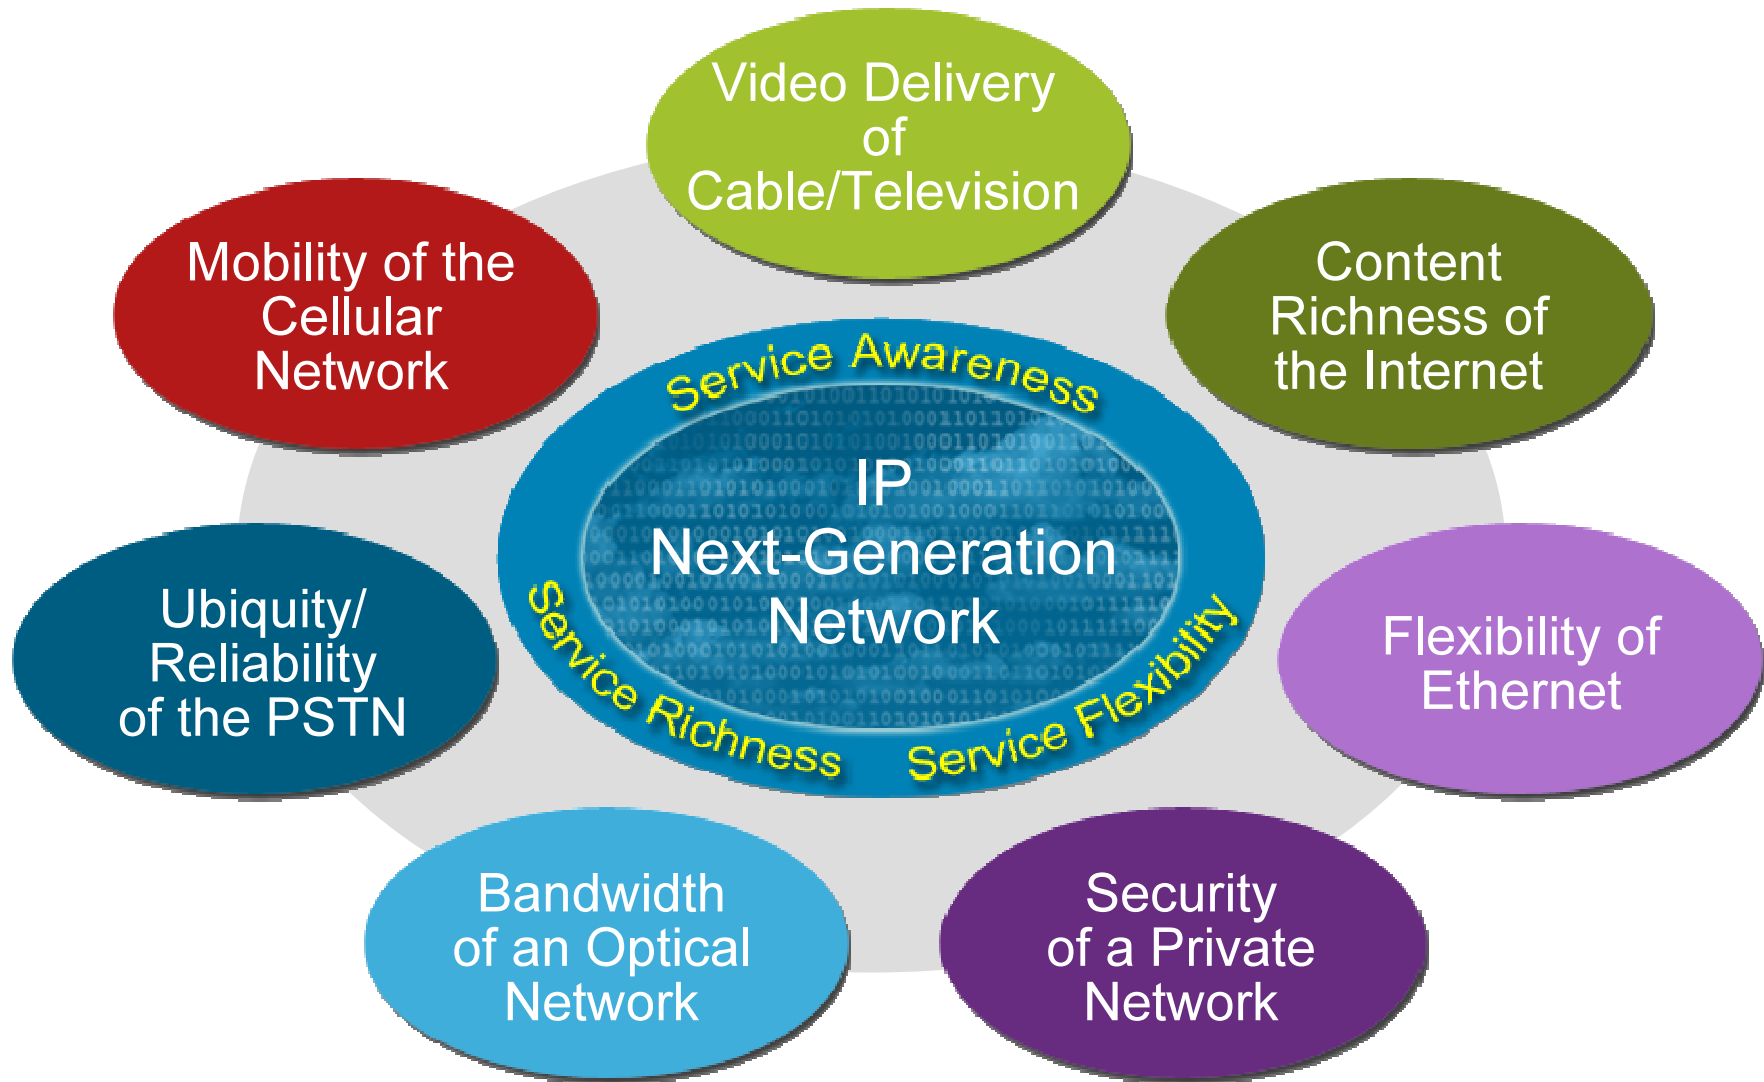 Video Delivery
of
Cable/Television
Mobility of the
Cellular
Network
Content
Richness of
the Internet
Service Awareness
IP
Next-Generation
Network
Service Richness
Service Flexibility
Ubiquity/
Reliability
of the PSTN
Flexibility of
Ethernet
Bandwidth
of an Optical
Network
Security
of a Private
Network